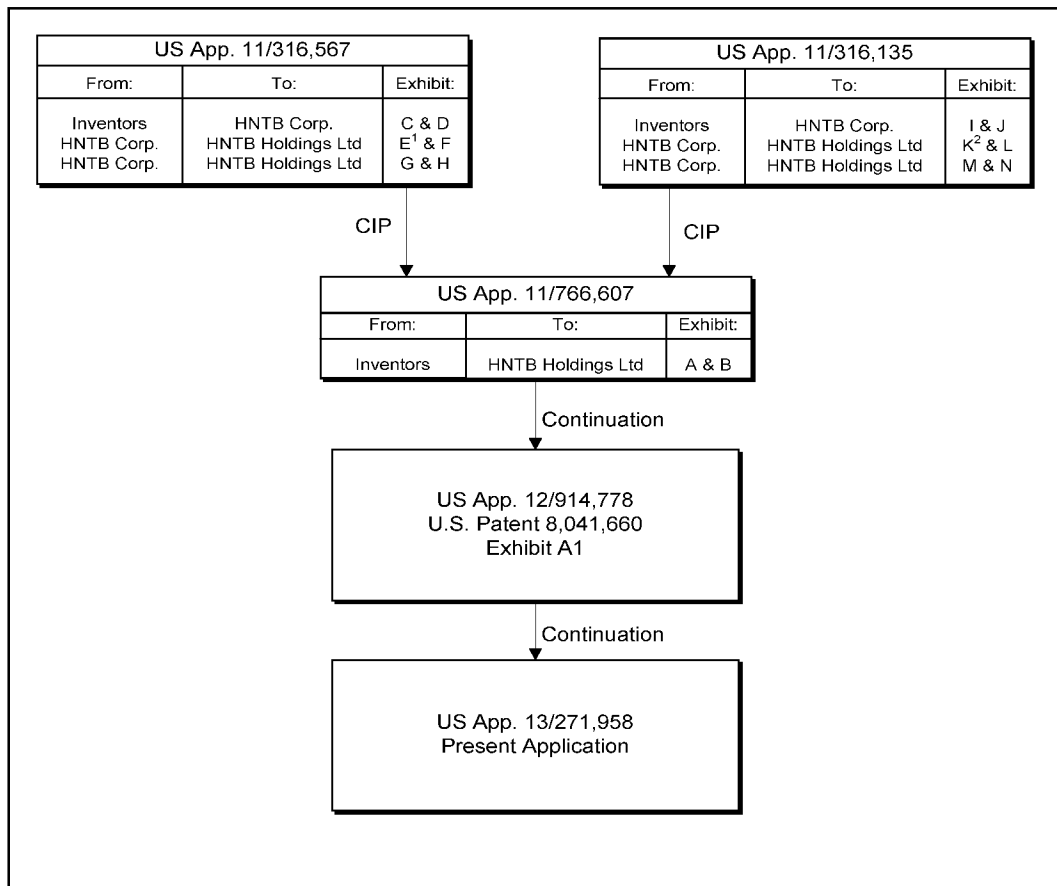 US App. 11/316,567
From: To: Exhibit:
Inventors HNTB Corp. C & D
HNTB Corp. HNTB Holdings Ltd E¹ & F
HNTB Corp. HNTB Holdings Ltd G & H
US App. 11/316,135
From: To: Exhibit:
Inventors HNTB Corp. I & J
HNTB Corp. HNTB Holdings Ltd K² & L
HNTB Corp. HNTB Holdings Ltd M & N
CIP
CIP
US App. 11/766,607
From: To: Exhibit:
Inventors HNTB Holdings Ltd A & B
Continuation
US App. 12/914,778
U.S. Patent 8,041,660
Exhibit A1
Continuation
US App. 13/271,958
Present Application